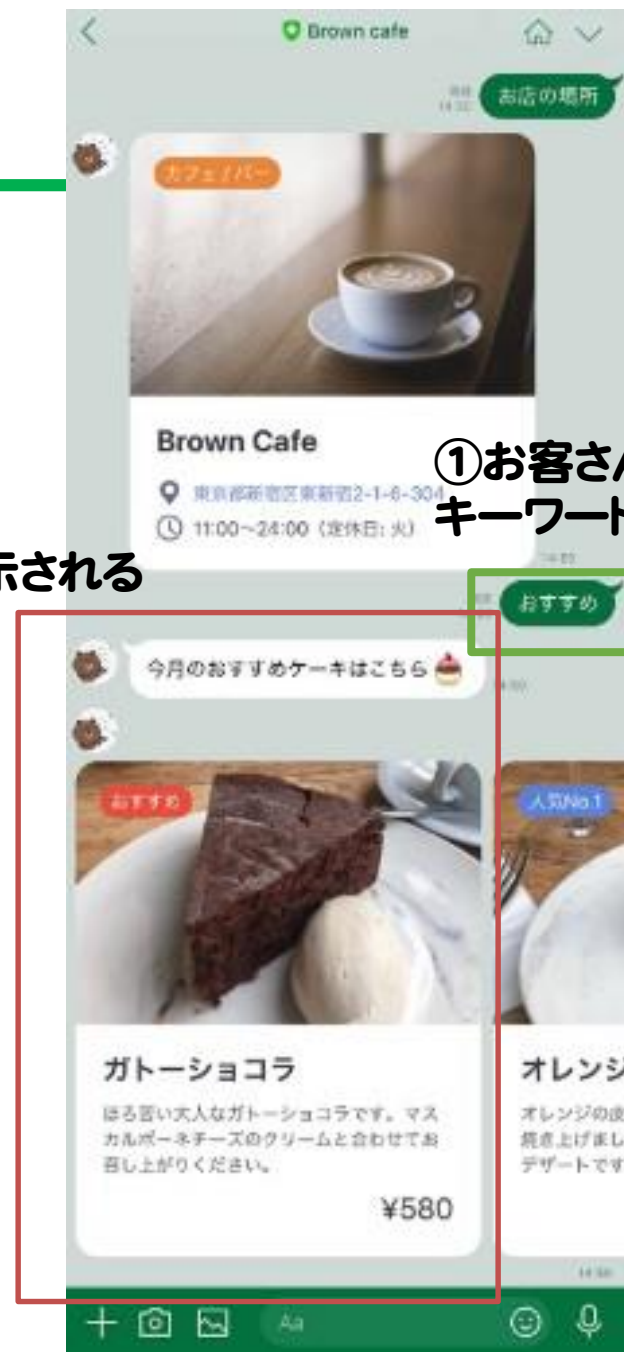 Brown cafe
お店の場所
カフェ / バー
Brown Cafe
東京都新宿区東新宿2-1-6-304
11:00~24:00（定休日: 火）
①お客さん
キーワード
示される
おすすめ
今月のおすすめケーキはこちら
おすすめ
人気No.1
ガトーショコラ
ほろ苦い大人なガトーショコラです。マス
カルポーネチーズのクリームと合わせてお
召し上がりください。
¥580
オレンジ
オレンジの皮
焼き上げまし
デザートです
Aa